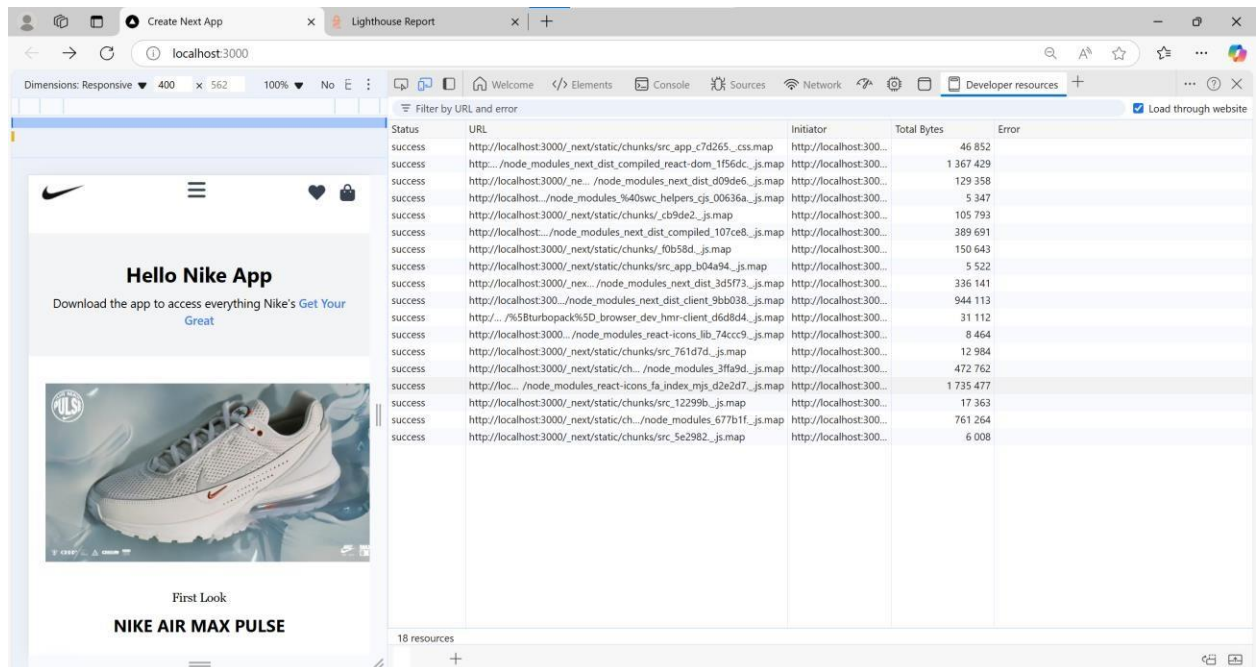 Create Next App
Lighthouse Report
localhost:3000
Dimensions: Responsive 400 x 562 100% No
Welcome Elements Console Sources Network Developer resources
Filter by URL and error Load through website
Status URL Initiator Total Bytes Error
success http://localhost:3000/_next/static/chunks/src_app_c7d265._.css.map http://localhost:300... 46 852
success http:... /node_modules_next_dist_compiled_react-dom_1f56dc._.js.map http://localhost:300... 1 367 429
success http://localhost:3000/_ne... /node_modules_next_dist_d09de6._.js.map http://localhost:300... 129 358
success http://localhost.../node_modules_%40swc_helpers_cjs_00636a._.js.map http://localhost:300... 5 347
success http://localhost:3000/_next/static/chunks/_cb9de2._.js.map http://localhost:300... 105 793
success http://localhost:.../node_modules_next_dist_compiled_107ce8._.js.map http://localhost:300... 389 691
success http://localhost:3000/_next/static/chunks/_f0b58d._.js.map http://localhost:300... 150 643
success http://localhost:3000/_next/static/chunks/src_app_b04a94._.js.map http://localhost:300... 5 522
success http://localhost:3000/_nex... /node_modules_next_dist_3d5f73._.js.map http://localhost:300... 336 141
success http://localhost:300.../node_modules_next_dist_client_9bb038._.js.map http://localhost:300... 944 113
success http:/... /%5Bturbopack%5D_browser_dev_hmr-client_d6d8d4._.js.map http://localhost:300... 31 112
success http://localhost:3000... /node_modules_react-icons_lib_74ccc9._.js.map http://localhost:300... 8 464
success http://localhost:3000/_next/static/chunks/src_761d7d._.js.map http://localhost:300... 12 984
success http://localhost:3000/_next/static/ch... /node_modules_3ffa9d._.js.map http://localhost:300... 472 762
success http://loc... /node_modules_react-icons_fa_index_mjs_d2e2d7._.js.map http://localhost:300... 1 735 477
success http://localhost:3000/_next/static/chunks/src_12299b._.js.map http://localhost:300... 17 363
success http://localhost:3000/_next/static/ch.../node_modules_677b1f._.js.map http://localhost:300... 761 264
success http://localhost:3000/_next/static/chunks/src_5e2982._.js.map http://localhost:300... 6 008
18 resources
Hello Nike App
Download the app to access everything Nike's Get Your
Great
First Look
NIKE AIR MAX PULSE